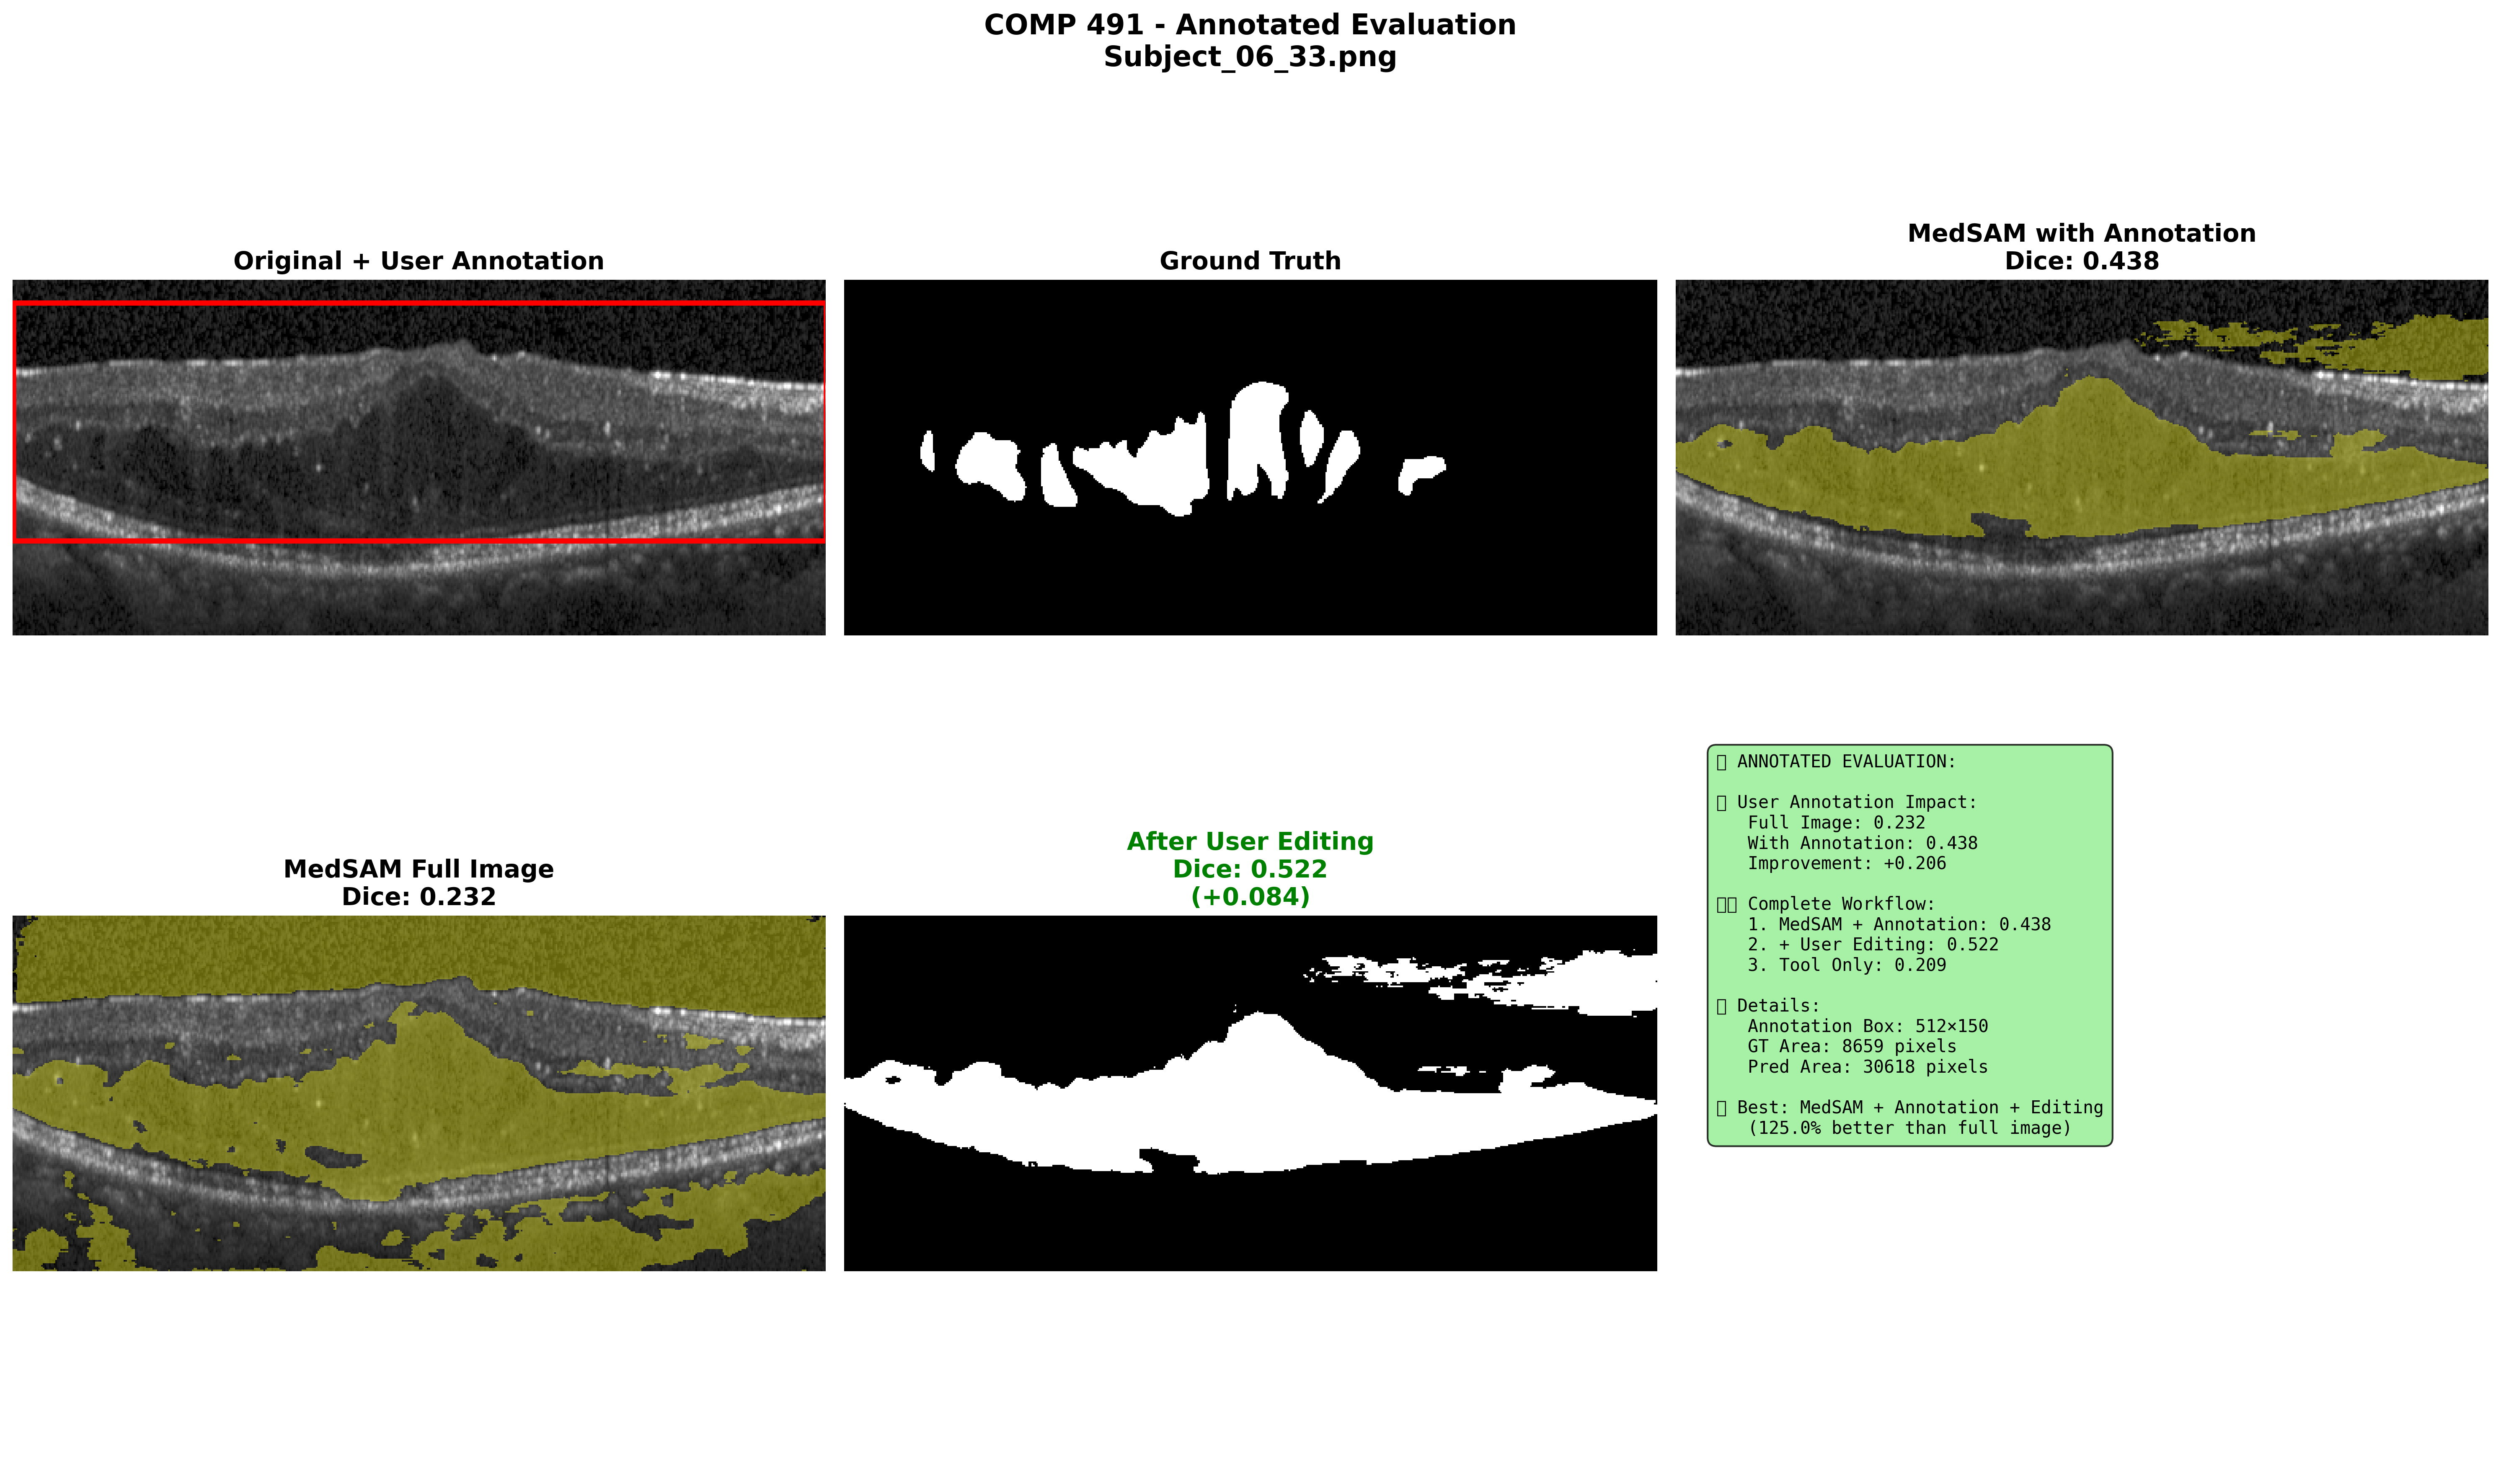 COMP 491 - Annotated Evaluation
Subject_06_33.png
Original + User Annotation
Ground Truth
MedSAM with Annotation
Dice: 0.438
MedSAM Full Image
Dice: 0.232
After User Editing
Dice: 0.522
(+0.084)
ANNOTATED EVALUATION:
User Annotation Impact:
Full Image: 0.232
With Annotation: 0.438
Improvement: +0.206
Complete Workflow:
1. MedSAM + Annotation: 0.438
2. + User Editing: 0.522
3. Tool Only: 0.209
Details:
Annotation Box: 512×150
GT Area: 8659 pixels
Pred Area: 30618 pixels
Best: MedSAM + Annotation + Editing
(125.0% better than full image)